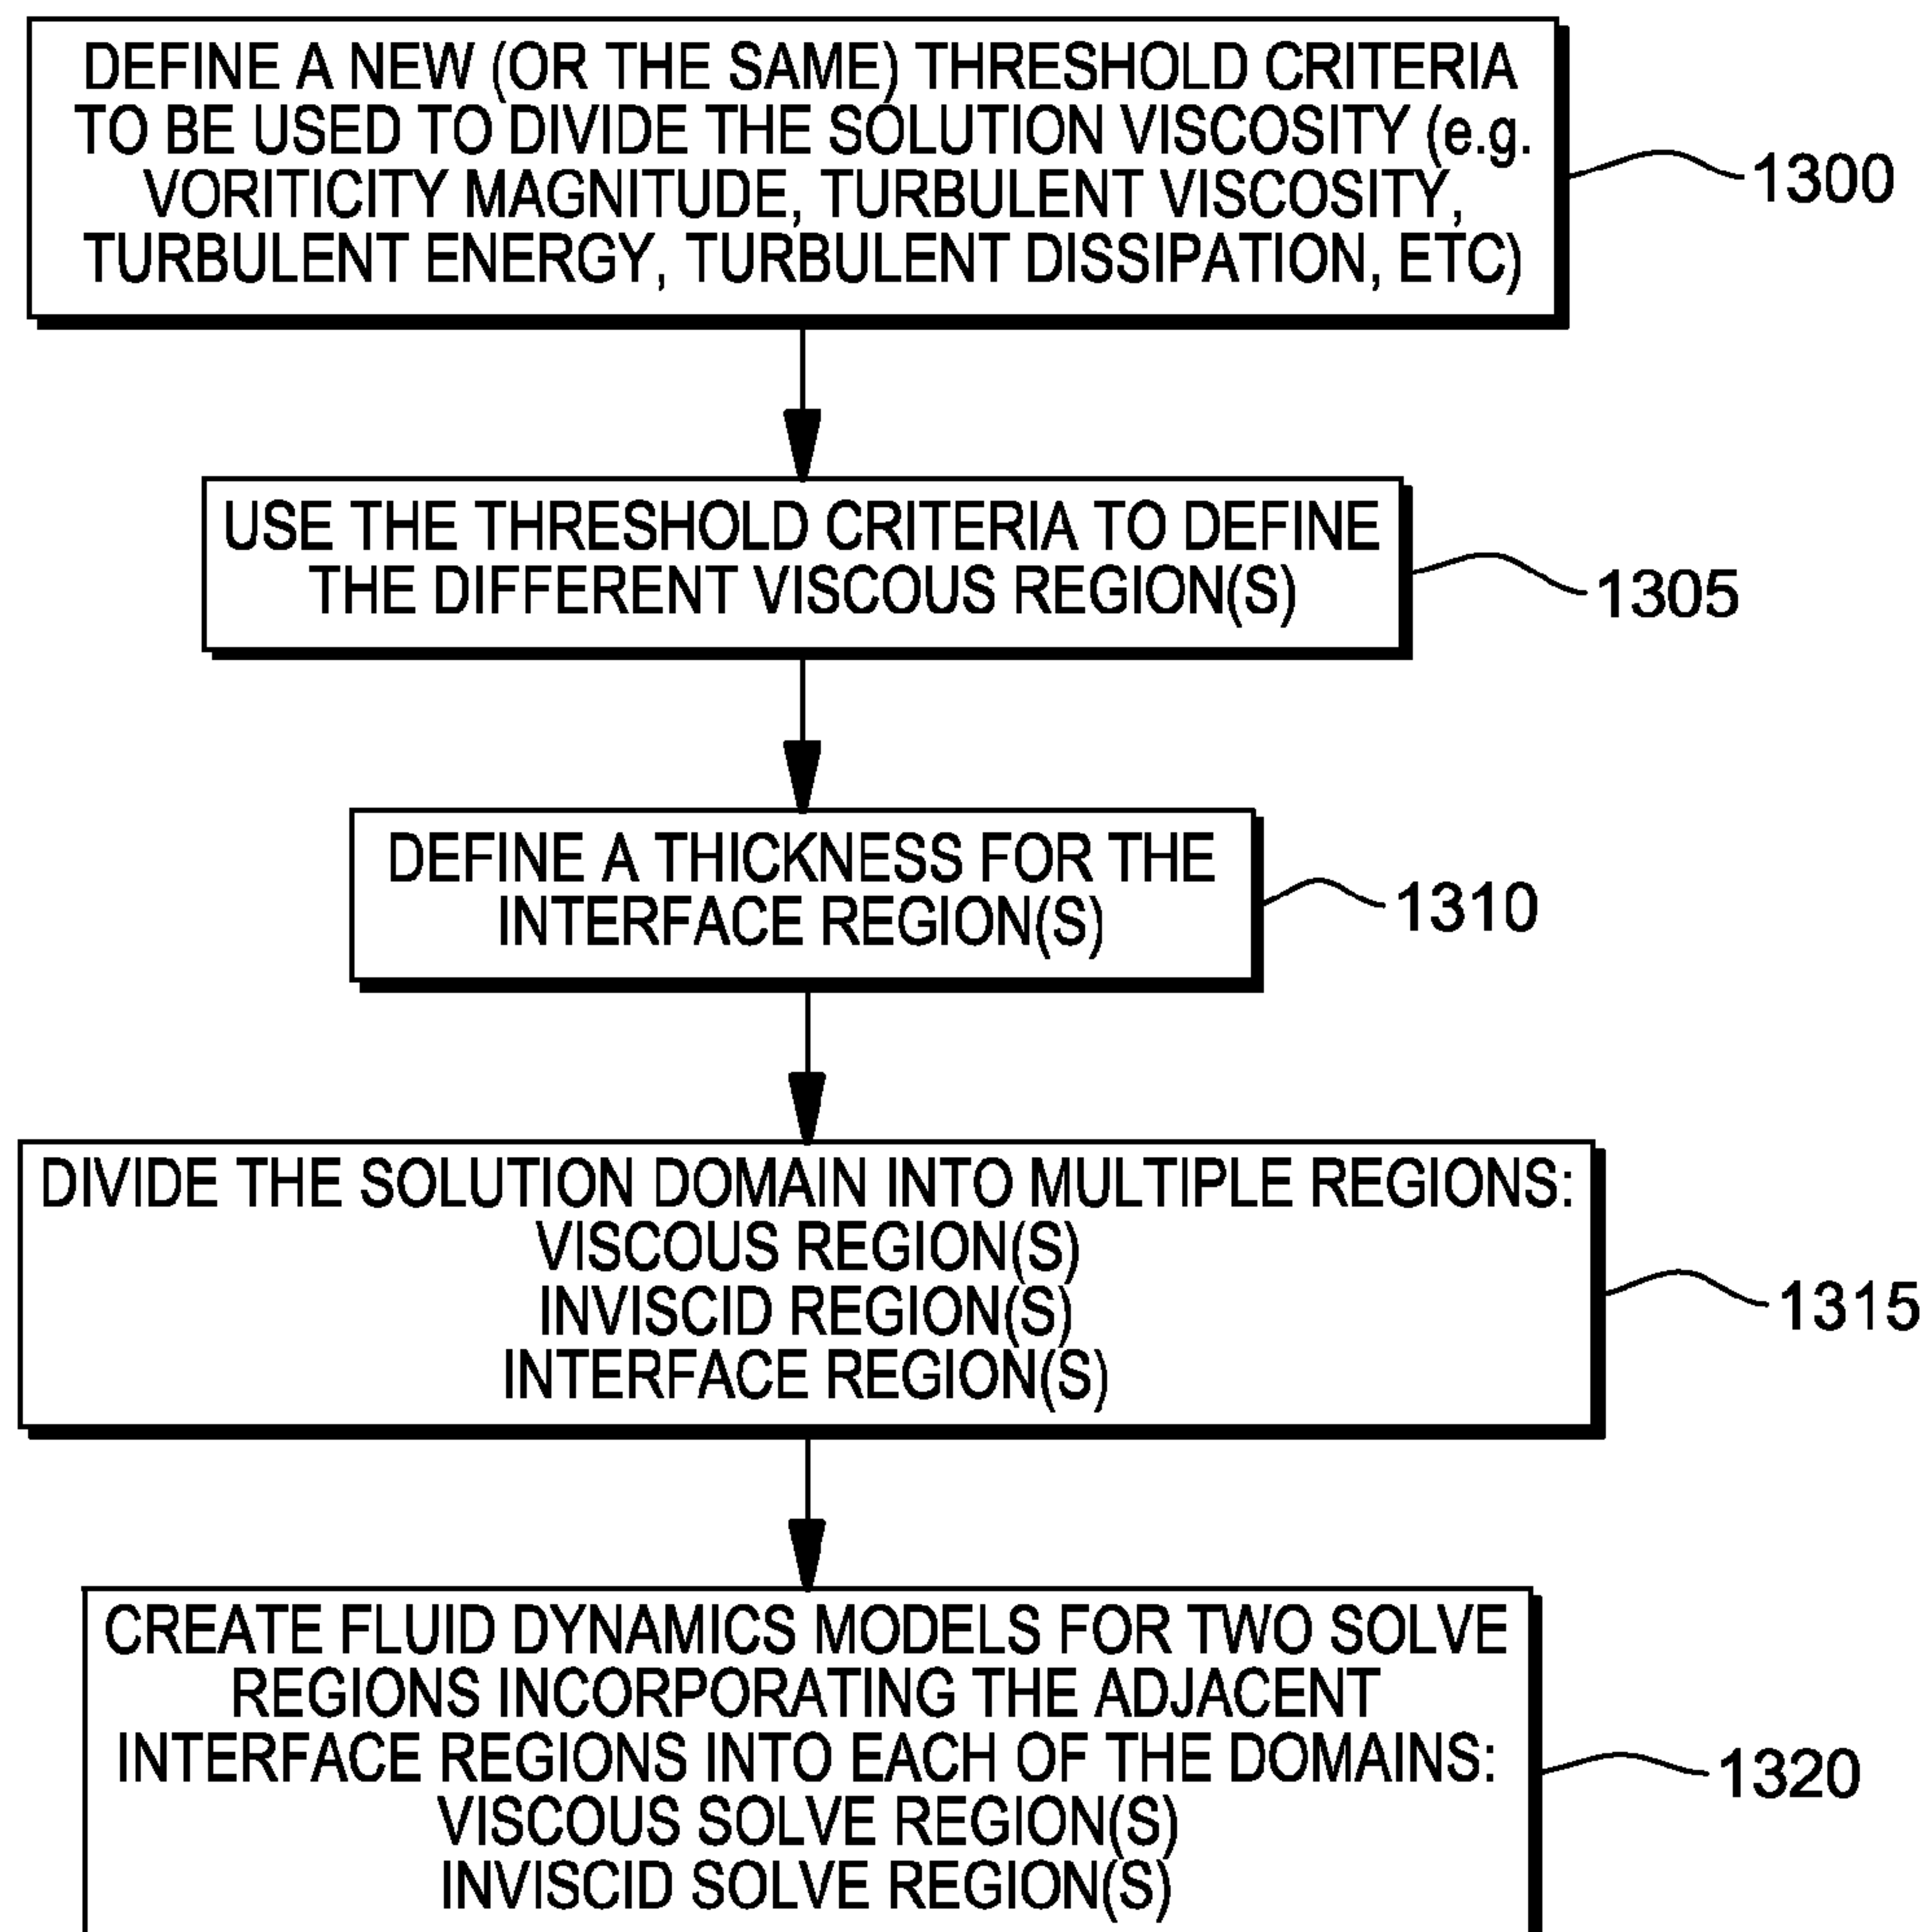 DEFINE A NEW (OR THE SAME) THRESHOLD CRITERIA
TO BE USED TO DIVIDE THE SOLUTION VISCOSITY (e.g.
VORITICITY MAGNITUDE, TURBULENT VISCOSITY,
TURBULENT ENERGY, TURBULENT DISSIPATION, ETC)
1300
USE THE THRESHOLD CRITERIA TO DEFINE
THE DIFFERENT VISCOUS REGION(S)
1305
DEFINE A THICKNESS FOR THE
INTERFACE REGION(S)
1310
DIVIDE THE SOLUTION DOMAIN INTO MULTIPLE REGIONS:
VISCOUS REGION(S)
INVISCID REGION(S)
INTERFACE REGION(S)
1315
CREATE FLUID DYNAMICS MODELS FOR TWO SOLVE
REGIONS INCORPORATING THE ADJACENT
INTERFACE REGIONS INTO EACH OF THE DOMAINS:
VISCOUS SOLVE REGION(S)
INVISCID SOLVE REGION(S)
1320